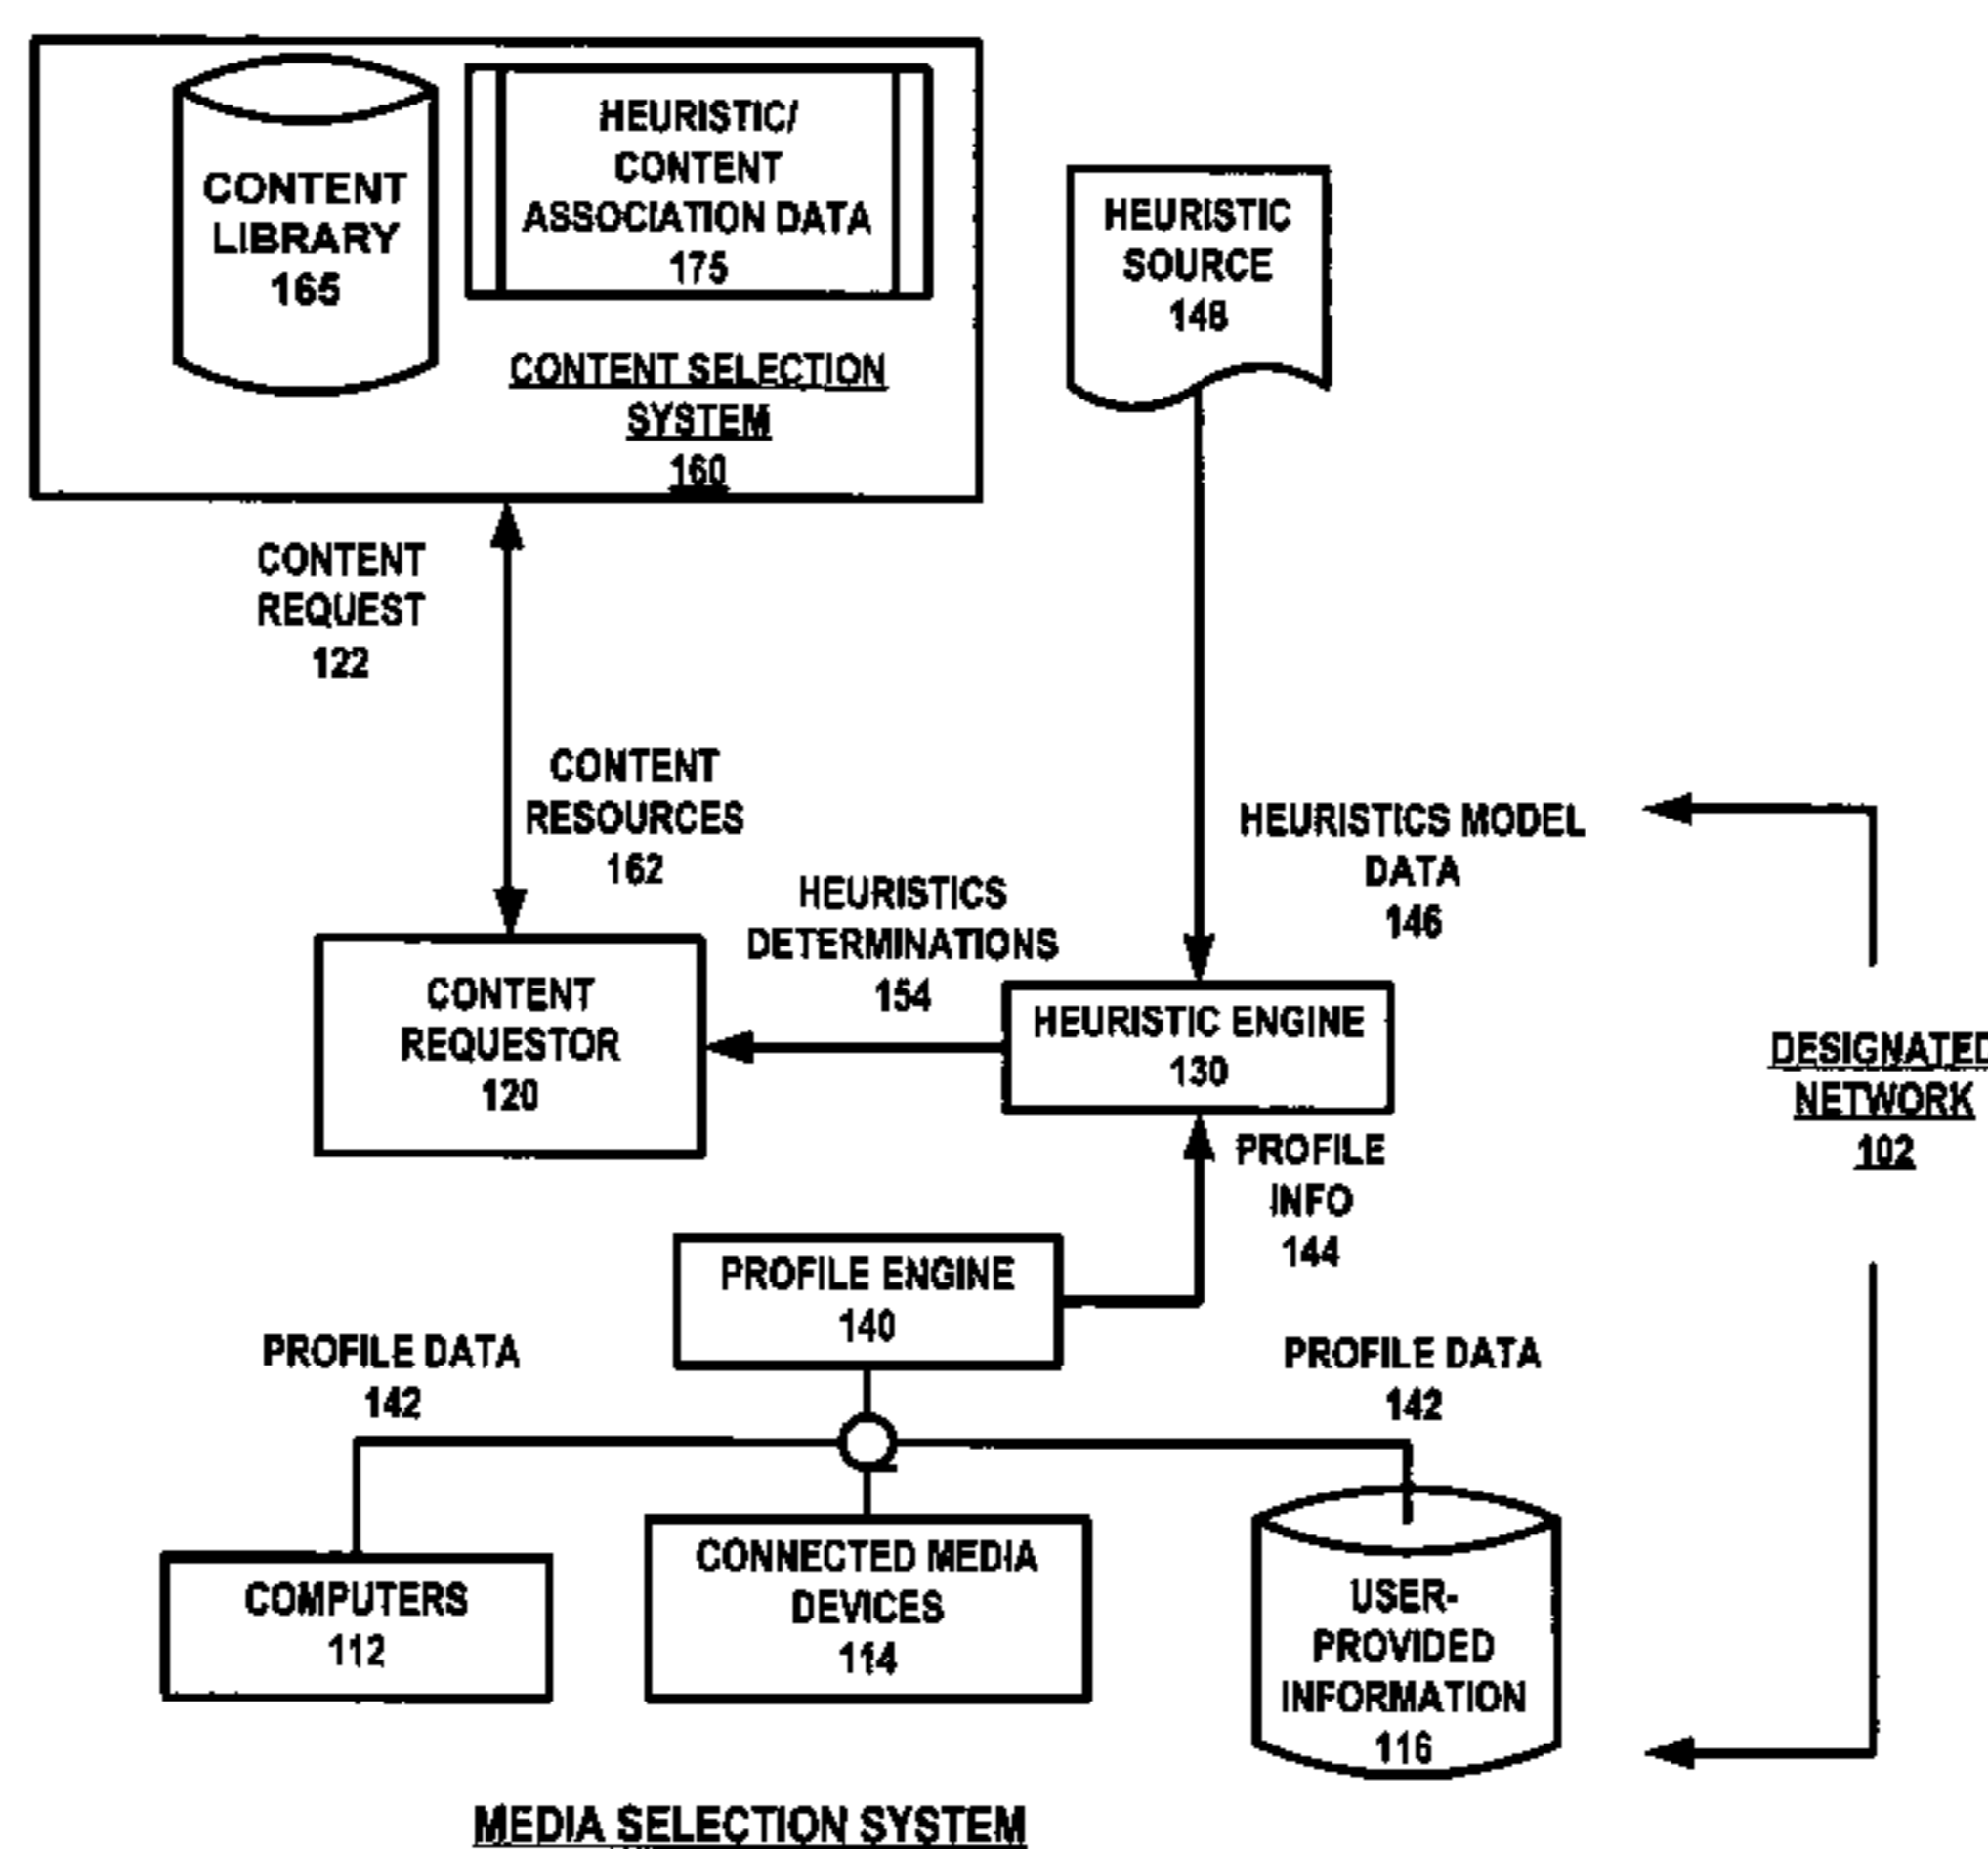 CONTENT
LIBRARY
165
HEURISTIC/
CONTENT
ASSOCIATION DATA
175
CONTENT SELECTION
SYSTEM
160
HEURISTIC
SOURCE
148
CONTENT
REQUEST
122
CONTENT
RESOURCES
162
HEURISTICS MODEL
DATA
146
HEURISTICS
DETERMINATIONS
154
CONTENT
REQUESTOR
120
HEURISTIC ENGINE
130
DESIGNATED
NETWORK
102
PROFILE
INFO
144
PROFILE ENGINE
140
PROFILE DATA
142
PROFILE DATA
142
COMPUTERS
112
CONNECTED MEDIA
DEVICES
114
USER-
PROVIDED
INFORMATION
116
MEDIA SELECTION SYSTEM